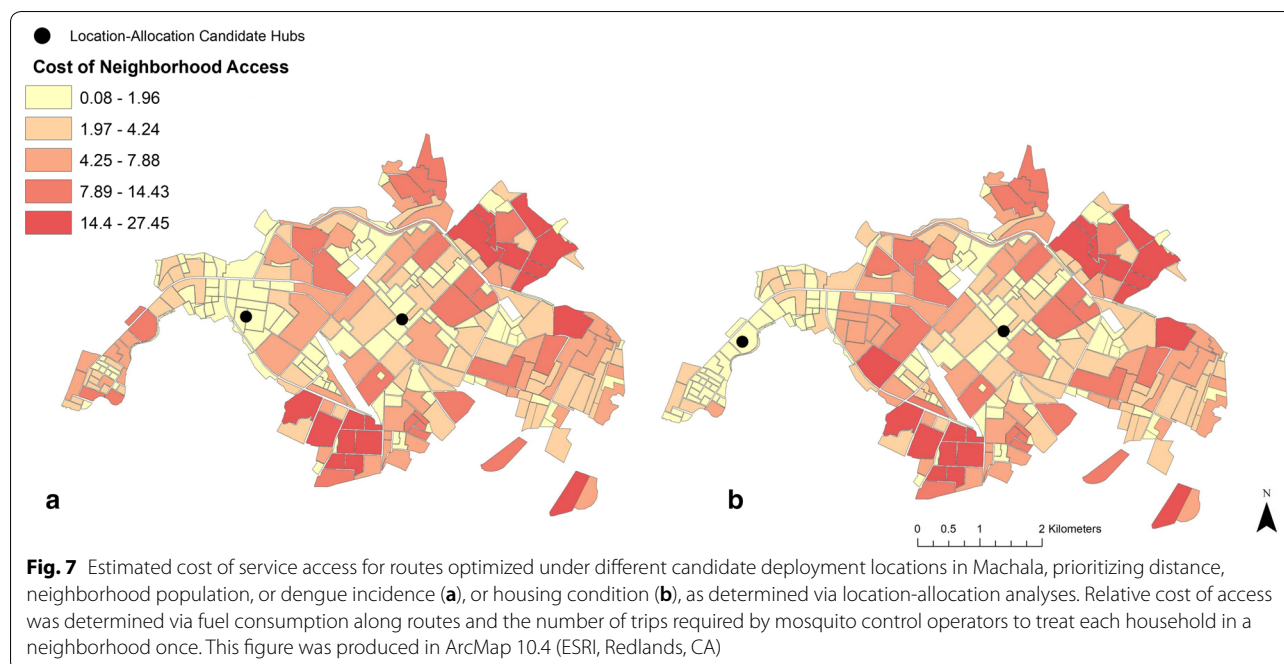 Location-Allocation Candidate Hubs
Cost of Neighborhood Access
0.08 - 1.96
1.97 - 4.24
4.25 - 7.88
7.89 - 14.43
14.4 - 27.45
a
b
N
0 0.5 1 2 Kilometers
Fig. 7 Estimated cost of service access for routes optimized under different candidate deployment locations in Machala, prioritizing distance,
neighborhood population, or dengue incidence (a), or housing condition (b), as determined via location-allocation analyses. Relative cost of access
was determined via fuel consumption along routes and the number of trips required by mosquito control operators to treat each household in a
neighborhood once. This figure was produced in ArcMap 10.4 (ESRI, Redlands, CA)